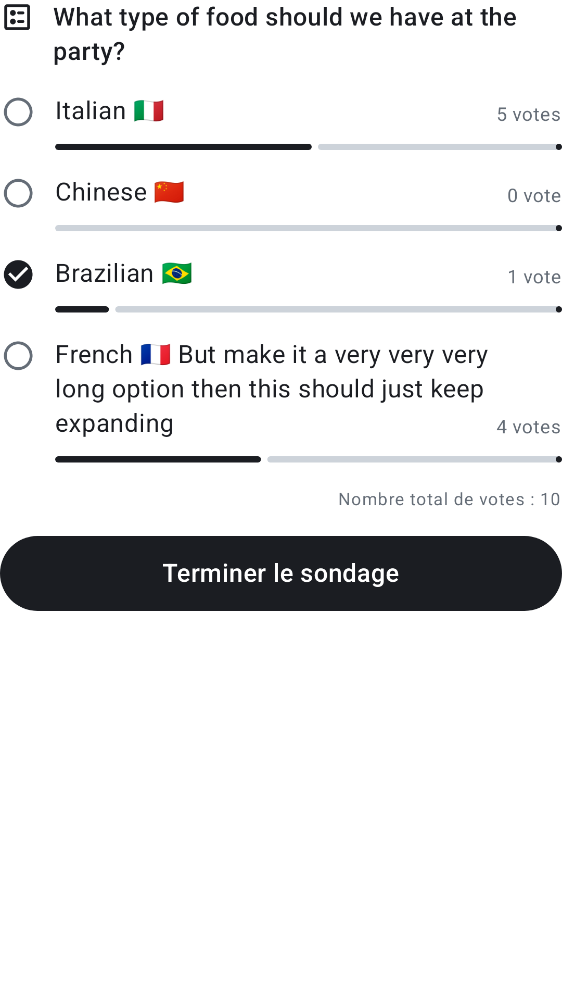 What type of food should we have at the
party?
Italian 🇮🇹
5 votes
Chinese 🇨🇳
0 vote
Brazilian 🇧🇷
1 vote
French 🇫🇷 But make it a very very very
long option then this should just keep
expanding
4 votes
Nombre total de votes : 10
Terminer le sondage